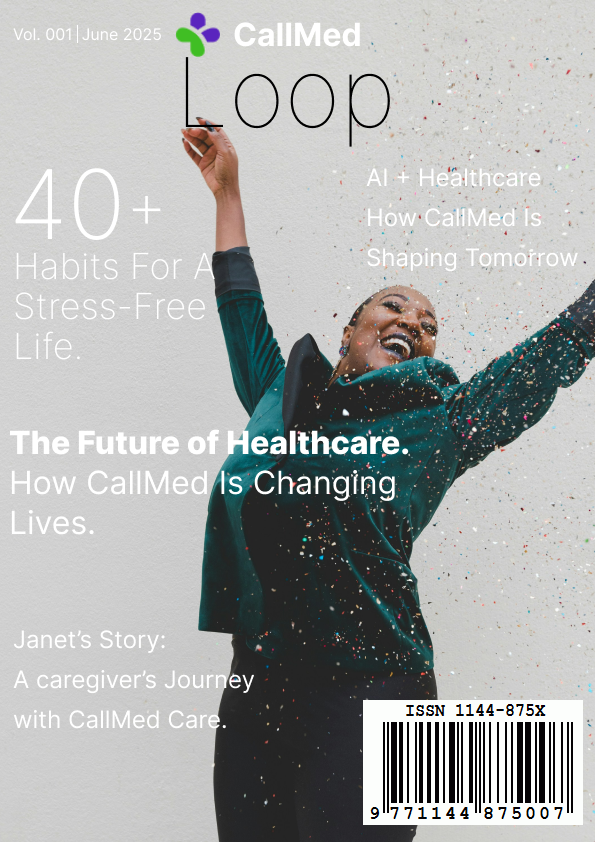 Vol. 001|June 2025
CallMed
Loop
40+
Habits For A
Stress-Free
Life.
AI + Healthcare
How CallMed Is
Shaping Tomorrow
The Future of Healthcare.
How CallMed Is Changing
Lives.
Janet’s Story:
A caregiver’s Journey
with CallMed Care.
ISSN 1144-875X
9 771144 875007